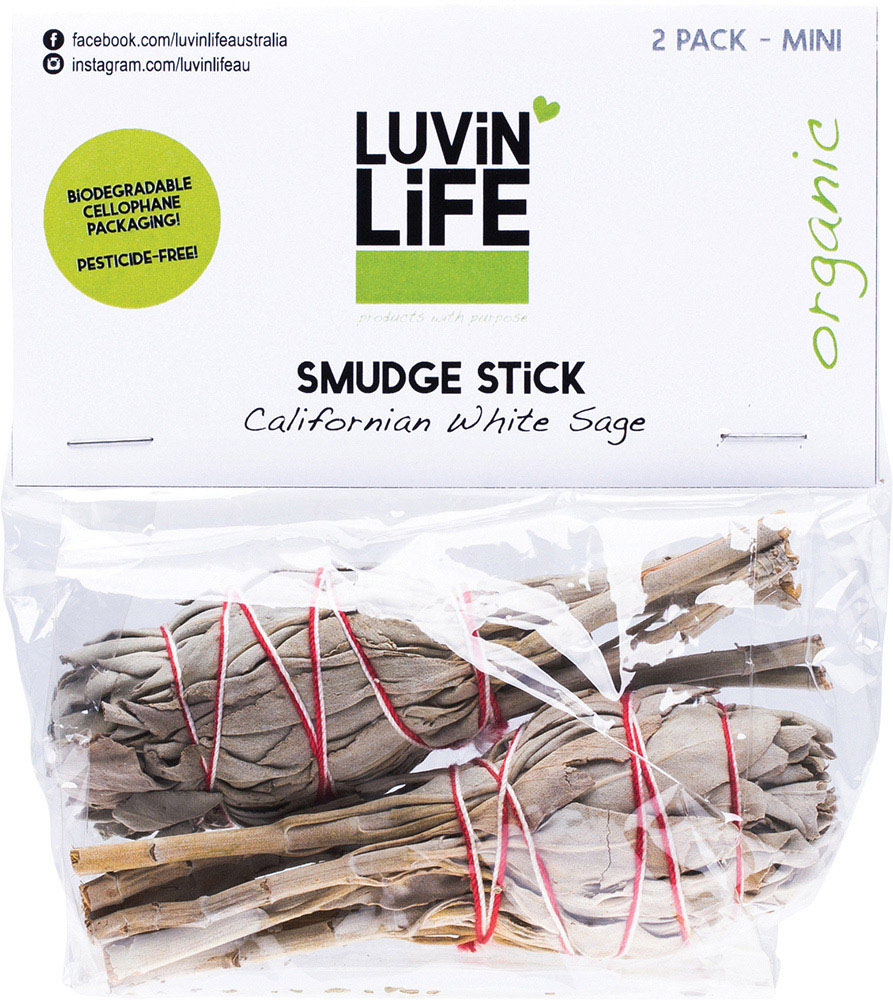 facebook.com/luvinlifeaustralia
instagram.com/luvinlifeau
2 PACK - MINI
LUViN
LiFE
products with purpose
organic
BiODEGRADABLE
CELLOPHANE
PACKAGiNG!
PESTICIDE-FREE!
SMUDGE STiCK
Californian White Sage